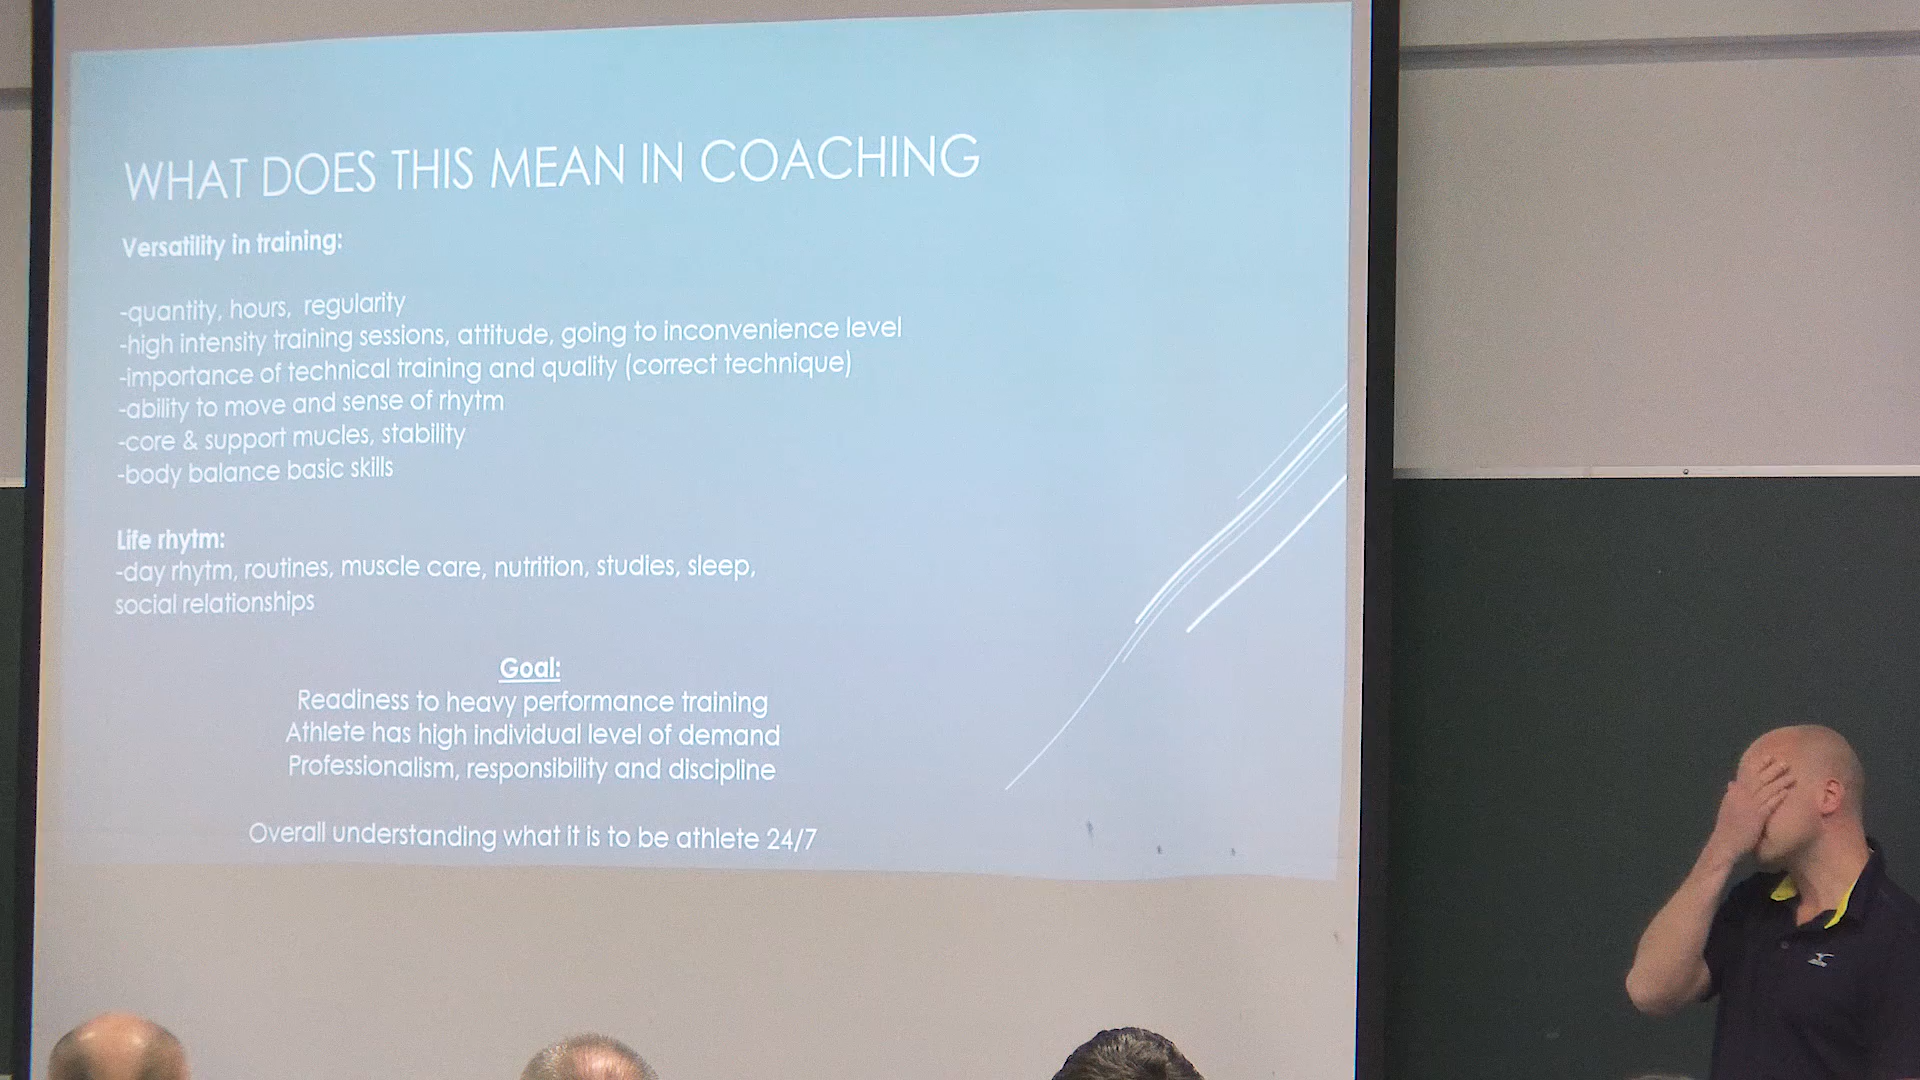 WHAT DOES THIS MEAN IN COACHING
Versatility in training:
-quantity, hours, regularity
-high intensity training sessions, attitude, going to inconvenience level
-importance of technical training and quality (correct technique)
-ability to move and sense of rhytm
-core & support mucles, stability
-body balance basic skills
Life rhytm:
-day rhytm, routines, muscle care, nutrition, studies, sleep,
social relationships
Goal:
Readiness to heavy performance training
Athlete has high individual level of demand
Professionalism, responsibility and discipline
Overall understanding what it is to be athlete 24/7